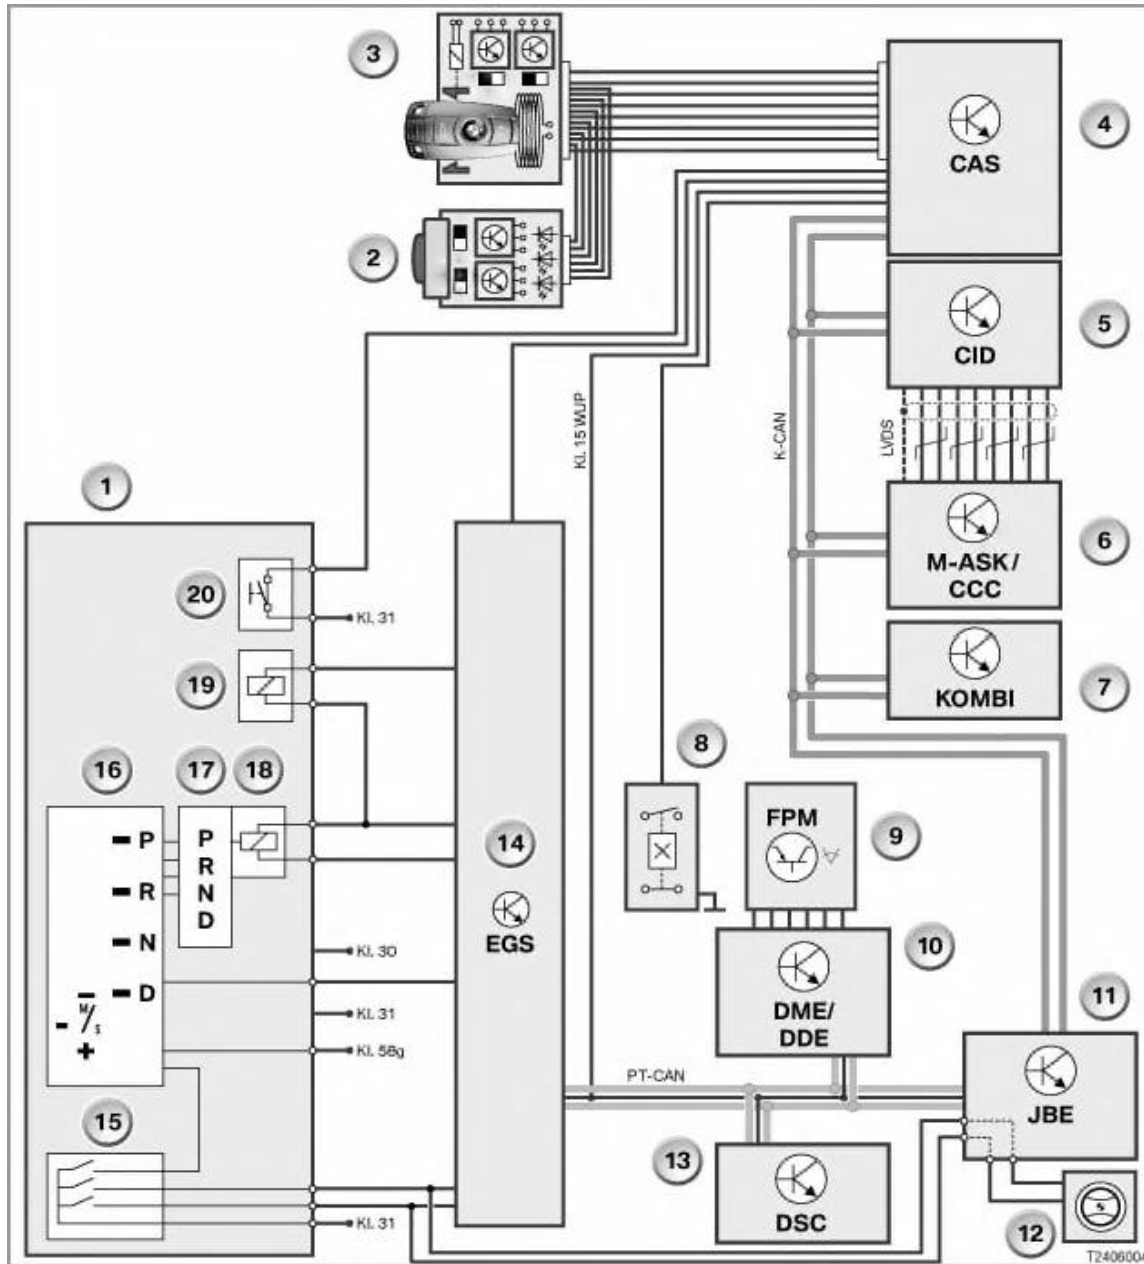 3
4
CAS
2
5
CID
Kl. 15 WUP
K-CAN
LVDS
1
6
M-ASK/
CCC
20
Kl. 31
7
KOMBI
19
8
16
17
18
9
FPM
P
R
N
D
P
R
N
D
M/S
+
14
EGS
10
DME/
DDE
Kl. 30
Kl. 31
Kl. 58g
11
JBE
PT-CAN
15
Kl. 31
13
DSC
12
S
T2406004